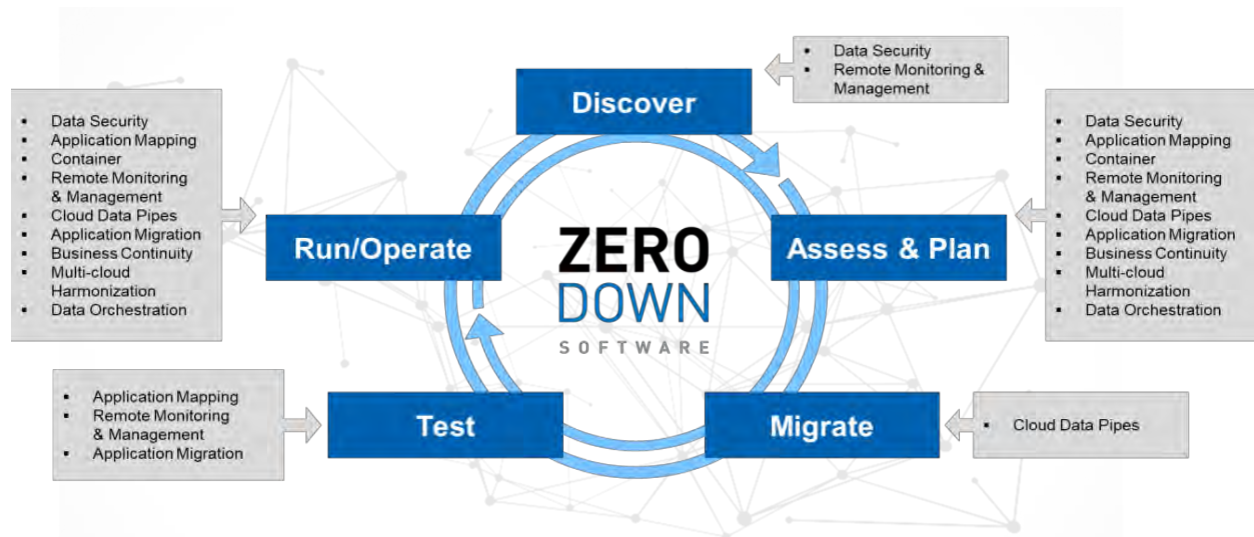 Discover
▪ Data Security
▪ Remote Monitoring &
Management
Assess & Plan
▪ Data Security
▪ Application Mapping
▪ Container
▪ Remote Monitoring
& Management
▪ Cloud Data Pipes
▪ Application Migration
▪ Business Continuity
▪ Multi-cloud
Harmonization
▪ Data Orchestration
Migrate
▪ Cloud Data Pipes
Test
▪ Application Mapping
▪ Remote Monitoring
& Management
▪ Application Migration
Run/Operate
▪ Data Security
▪ Application Mapping
▪ Container
▪ Remote Monitoring
& Management
▪ Cloud Data Pipes
▪ Application Migration
▪ Business Continuity
▪ Multi-cloud
Harmonization
▪ Data Orchestration
ZERO
DOWN
SOFTWARE